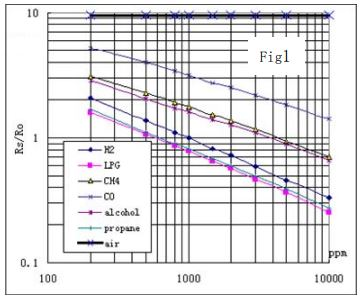 10
Fig1
Rs/Ro
1
H2
LPG
CH4
CO
alcohol
propane
air
ppm
0.1
100
1000
10000